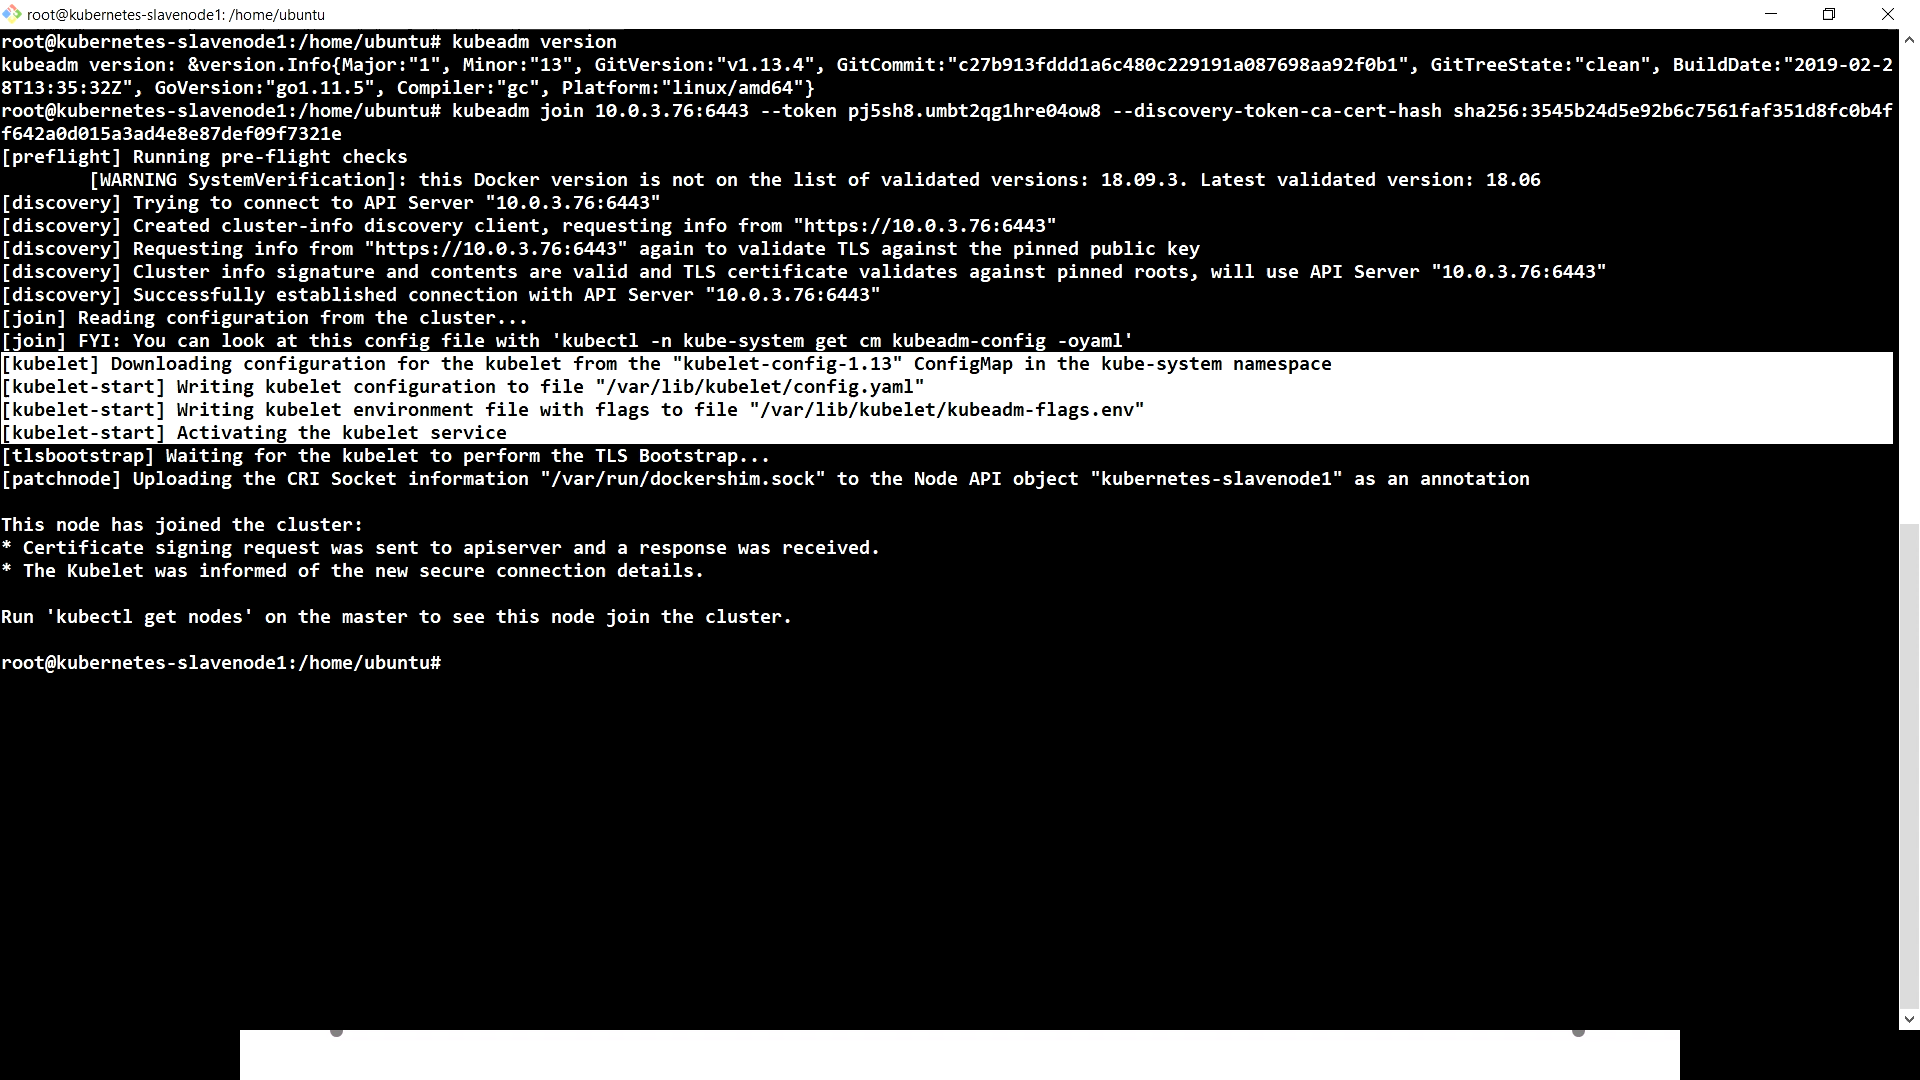 root@kubernetes-slavenode1: /home/ubuntu
root@kubernetes-slavenode1:/home/ubuntu# kubeadm version
kubeadm version: &version.Info{Major:"1", Minor:"13", GitVersion:"v1.13.4", GitCommit:"c27b913fddd1a6c480c229191a087698aa92f0b1", GitTreeState:"clean", BuildDate:"2019-02-2
8T13:35:32Z", GoVersion:"go1.11.5", Compiler:"gc", Platform:"linux/amd64"}
root@kubernetes-slavenode1:/home/ubuntu# kubeadm join 10.0.3.76:6443 --token pj5sh8.umbt2qg1hre04ow8 --discovery-token-ca-cert-hash sha256:3545b24d5e92b6c7561faf351d8fc0b4f
f642a0d015a3ad4e8e87def09f7321e
[preflight] Running pre-flight checks
        [WARNING SystemVerification]: this Docker version is not on the list of validated versions: 18.09.3. Latest validated version: 18.06
[discovery] Trying to connect to API Server "10.0.3.76:6443"
[discovery] Created cluster-info discovery client, requesting info from "https://10.0.3.76:6443"
[discovery] Requesting info from "https://10.0.3.76:6443" again to validate TLS against the pinned public key
[discovery] Cluster info signature and contents are valid and TLS certificate validates against pinned roots, will use API Server "10.0.3.76:6443"
[discovery] Successfully established connection with API Server "10.0.3.76:6443"
[join] Reading configuration from the cluster...
[join] FYI: You can look at this config file with 'kubectl -n kube-system get cm kubeadm-config -oyaml'
[kubelet] Downloading configuration for the kubelet from the "kubelet-config-1.13" ConfigMap in the kube-system namespace
[kubelet-start] Writing kubelet configuration to file "/var/lib/kubelet/config.yaml"
[kubelet-start] Writing kubelet environment file with flags to file "/var/lib/kubelet/kubeadm-flags.env"
[kubelet-start] Activating the kubelet service
[tlsbootstrap] Waiting for the kubelet to perform the TLS Bootstrap...
[patchnode] Uploading the CRI Socket information "/var/run/dockershim.sock" to the Node API object "kubernetes-slavenode1" as an annotation
This node has joined the cluster:
* Certificate signing request was sent to apiserver and a response was received.
* The Kubelet was informed of the new secure connection details.
Run 'kubectl get nodes' on the master to see this node join the cluster.
root@kubernetes-slavenode1:/home/ubuntu#